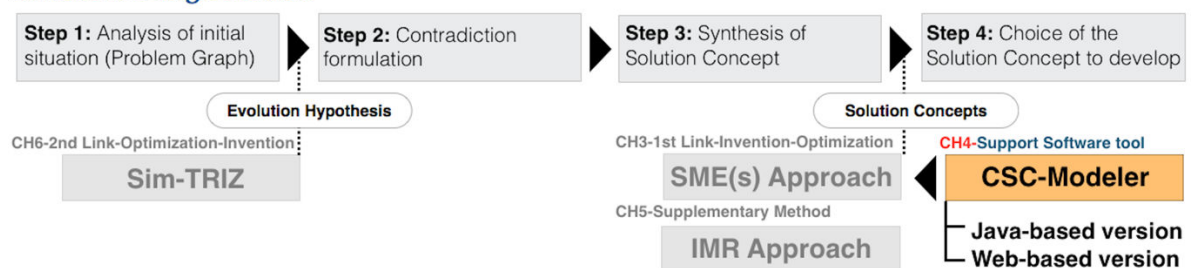 Step 1: Analysis of initial
situation (Problem Graph)
Step 2: Contradiction
formulation
Step 3: Synthesis of
Solution Concept
Step 4: Choice of the
Solution Concept to develop
Evolution Hypothesis
Solution Concepts
CH6-2nd Link-Optimization-Invention
Sim-TRIZ
CH3-1st Link-Invention-Optimization
SME(s) Approach
CH5-Supplementary Method
IMR Approach
CH4-Support Software tool
CSC-Modeler
Java-based version
Web-based version